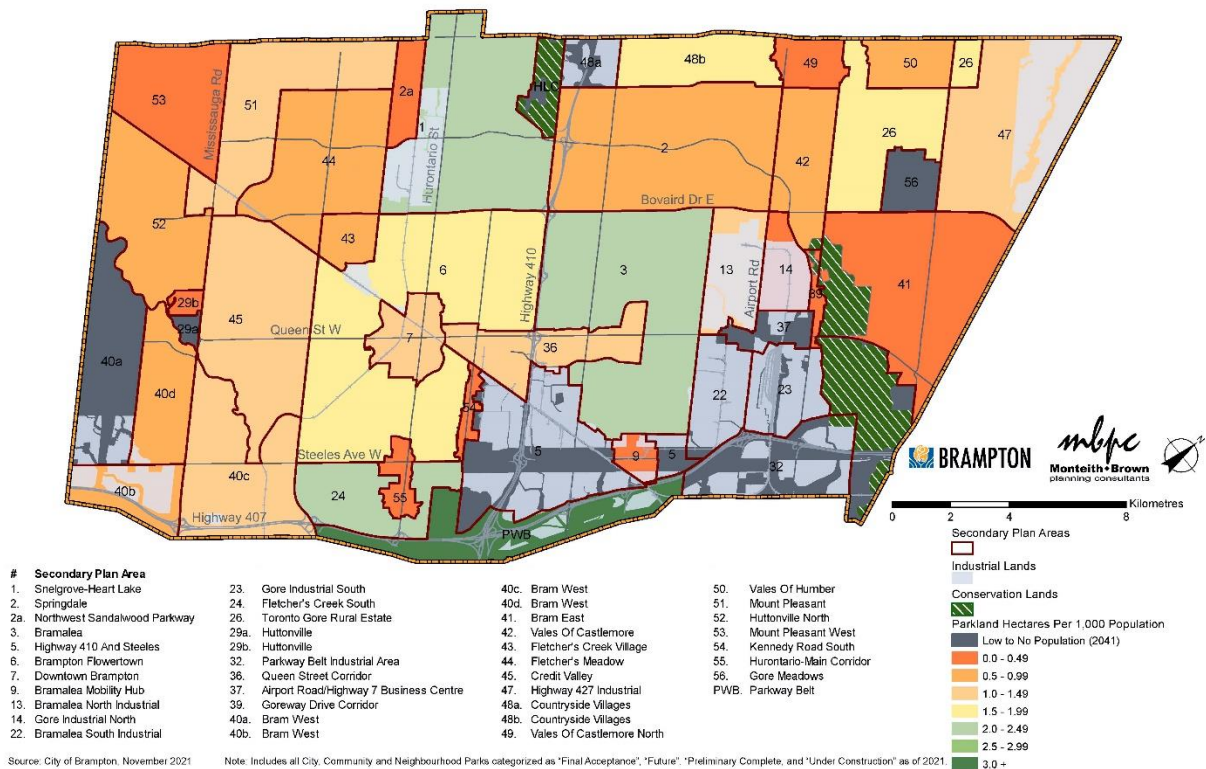 53
51
2a
1
48a
48b
49
50
26
HLC
Mississauga Rd
44
Hurontario St
2
42
26
47
56
52
43
Bovaird Dr E
6
Highway 410
3
13
Airport Rd
14
39
41
29b
29a
45
Queen St W
7
36
37
40a
40d
54
22
23
5
9
5
32
Steeles Ave W
40b
40c
24
55
Highway 407
PWB
BRAMPTON
mbpc
Monteith+Brown
planning consultants
Kilometres
0 2 4 8
Secondary Plan Areas
Industrial Lands
Conservation Lands
Parkland Hectares Per 1,000 Population
Low to No Population (2041)
0.0 - 0.49
0.5 - 0.99
1.0 - 1.49
1.5 - 1.99
2.0 - 2.49
2.5 - 2.99
3.0 +
# Secondary Plan Area
1. Snelgrove-Heart Lake
2. Springdale
2a. Northwest Sandalwood Parkway
3. Bramalea
5. Highway 410 And Steeles
6. Brampton Flowertown
7. Downtown Brampton
9. Bramalea Mobility Hub
13. Bramalea North Industrial
14. Gore Industrial North
22. Bramalea South Industrial
23. Gore Industrial South
24. Fletcher's Creek South
26. Toronto Gore Rural Estate
29a. Huttonville
29b. Huttonville
32. Parkway Belt Industrial Area
36. Queen Street Corridor
37. Airport Road/Highway 7 Business Centre
39. Goreway Drive Corridor
40a. Bram West
40b. Bram West
40c. Bram West
40d. Bram West
41. Bram East
42. Vales Of Castlemore
43. Fletcher's Creek Village
44. Fletcher's Meadow
45. Credit Valley
47. Highway 427 Industrial
48a. Countryside Villages
48b. Countryside Villages
49. Vales Of Castlemore North
50. Vales Of Humber
51. Mount Pleasant
52. Huttonville North
53. Mount Pleasant West
54. Kennedy Road South
55. Hurontario-Main Corridor
56. Gore Meadows
PWB. Parkway Belt
Source: City of Brampton, November 2021
Note: Includes all City, Community and Neighbourhood Parks categorized as "Final Acceptance", "Future", "Preliminary Complete, and "Under Construction" as of 2021.